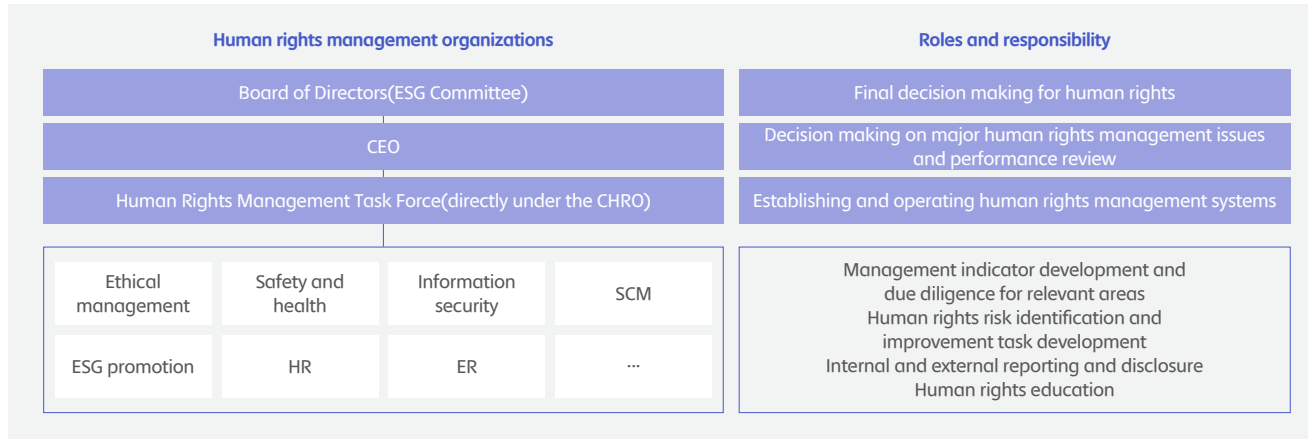 Human rights management organizations
Roles and responsibility
Board of Directors(ESG Committee)
Final decision making for human rights
CEO
Decision making on major human rights management issues
and performance review
Human Rights Management Task Force(directly under the CHRO)
Establishing and operating human rights management systems
Ethical
management
Safety and
health
Information
security
SCM
ESG promotion
HR
ER
...
Management indicator development and
due diligence for relevant areas
Human rights risk identification and
improvement task development
Internal and external reporting and disclosure
Human rights education